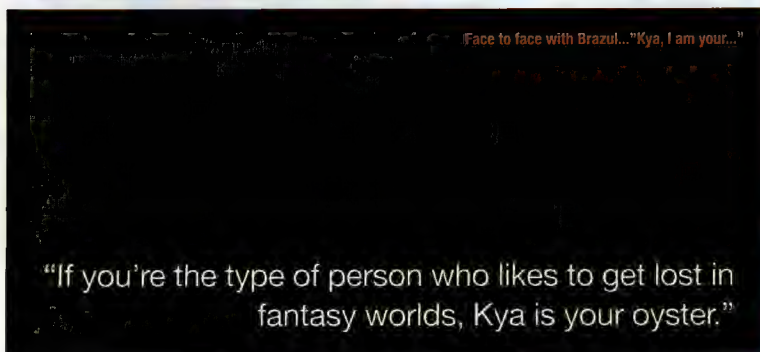 Face to face with Brazul..."Kya, I am your..."
“If you're the type of person who likes to get lost in
fantasy worlds, Kya is your oyster.”